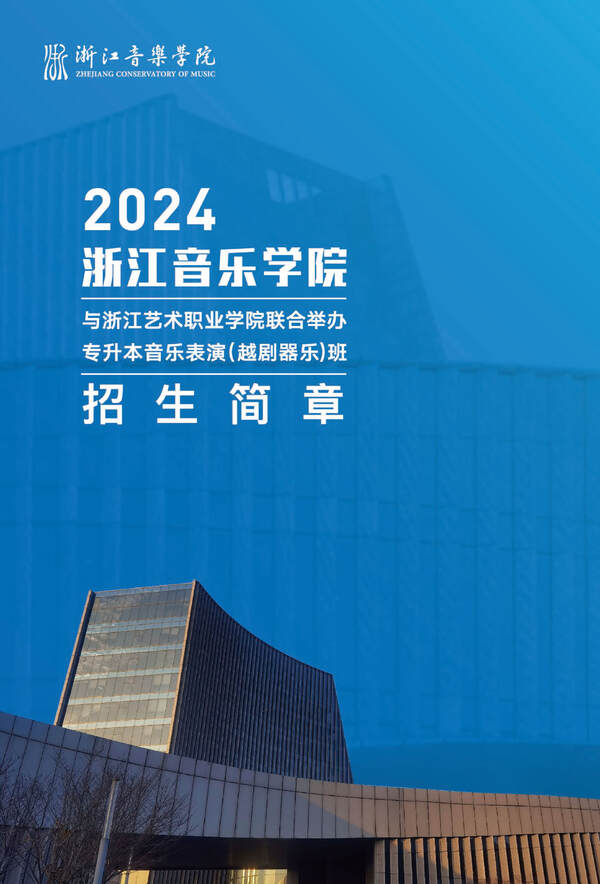 浙江音樂学院
ZHEJIANG CONSERVATORY OF MUSIC
2024
浙江音乐学院
与浙江艺术职业学院联合举办
专升本音乐表演(越剧器乐)班
招生简章